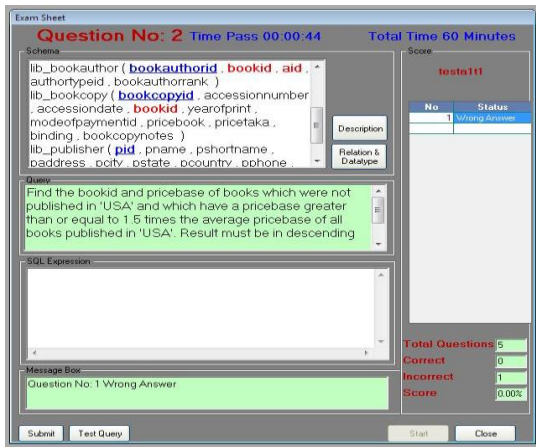 Exam Sheet
Question No: 2 Time Pass 00:00:44 Total Time 60 Minutes
Schema
lib_bookauthor ( bookauthorid , bookid , aid ,
authortypeid , bookauthorrank )
lib_bookcopy ( bookcopyid , accessionnumber
, accessiondate , bookid , yearofprint ,
modeofpaymentid , pricebook , pricetaka ,
binding , bookcopynotes )
lib_publisher ( pid , pname , pshortname ,
paddress , pcity , pstate , pcountry , pphone ,
Description
Relation &
Datatype
Query
Find the bookid and pricebase of books which were not
published in 'USA' and which have a pricebase greater
than or equal to 1.5 times the average pricebase of all
books published in 'USA'. Result must be in descending
SQL Expression
Message Box
Question No: 1 Wrong Answer
Submit Test Query
Score
No Status
1 Wrong Answer
Total Questions 5
Correct 0
Incorrect 1
Score 0.00%
Start Close